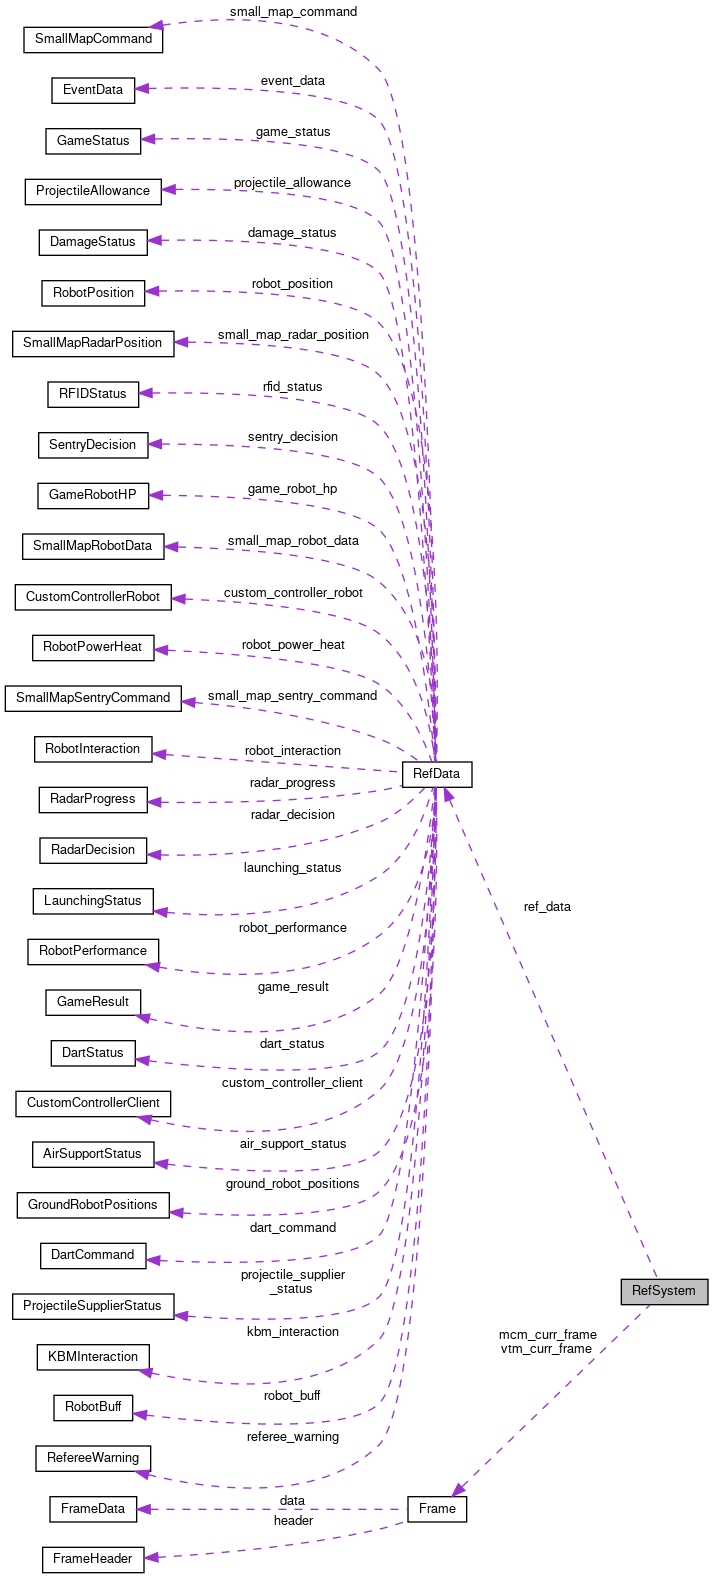 small_map_command
SmallMapCommand
event_data
EventData
game_status
GameStatus
projectile_allowance
ProjectileAllowance
damage_status
DamageStatus
robot_position
RobotPosition
small_map_radar_position
SmallMapRadarPosition
rfid_status
RFIDStatus
sentry_decision
SentryDecision
game_robot_hp
GameRobotHP
small_map_robot_data
SmallMapRobotData
custom_controller_robot
CustomControllerRobot
robot_power_heat
RobotPowerHeat
small_map_sentry_command
SmallMapSentryCommand
robot_interaction
RobotInteraction
RefData
radar_progress
RadarProgress
radar_decision
RadarDecision
launching_status
LaunchingStatus
ref_data
robot_performance
RobotPerformance
game_result
GameResult
dart_status
DartStatus
custom_controller_client
CustomControllerClient
air_support_status
AirSupportStatus
ground_robot_positions
GroundRobotPositions
dart_command
DartCommand
projectile_supplier
_status
ProjectileSupplierStatus
RefSystem
kbm_interaction
mcm_curr_frame
vtm_curr_frame
KBMInteraction
robot_buff
RobotBuff
referee_warning
RefereeWarning
data
FrameData
Frame
header
FrameHeader